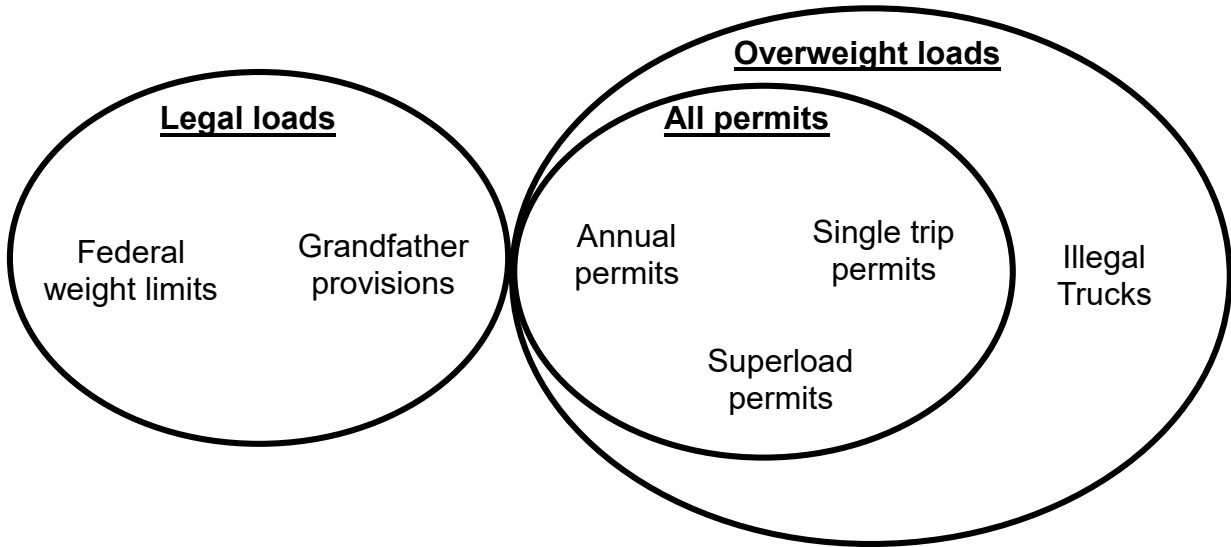 Overweight loads
Legal loads
All permits
Federal
weight limits
Grandfather
provisions
Annual
permits
Single trip
permits
Superload
permits
Illegal
Trucks